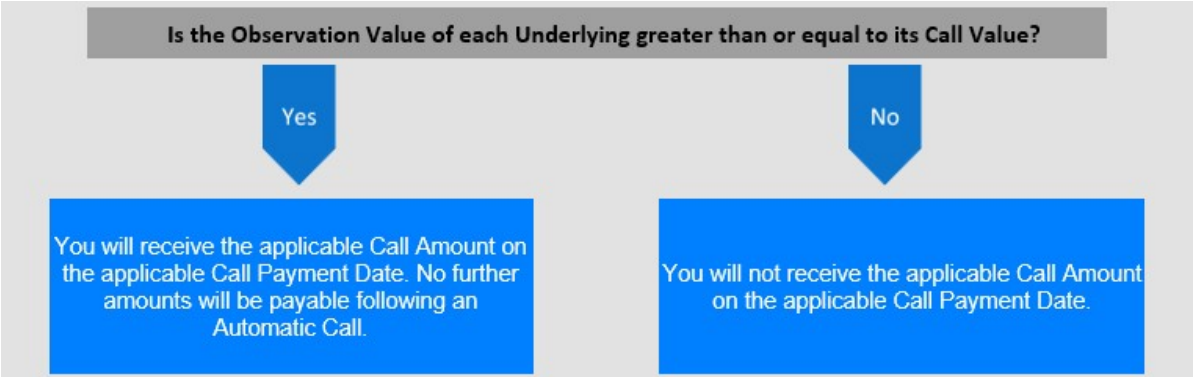 Is the Observation Value of each Underlying greater than or equal to its Call Value?
Yes
No
You will receive the applicable Call Amount on
the applicable Call Payment Date. No further
amounts will be payable following an
Automatic Call.
You will not receive the applicable Call Amount
on the applicable Call Payment Date.